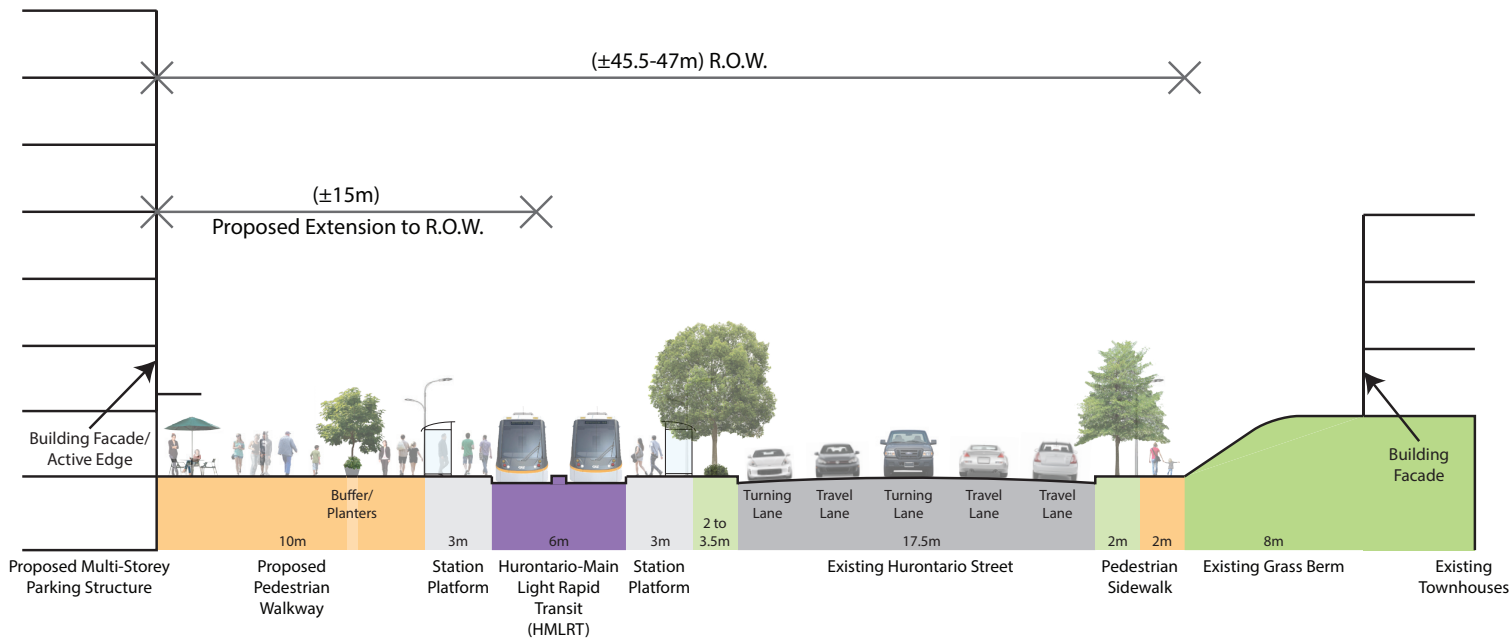 (±45.5-47m) R.O.W.
(±15m)
Proposed Extension to R.O.W.
Building Facade/
Active Edge
Building
Facade
Buffer/
Planters
Turning
Lane
Travel
Lane
Turning
Lane
Travel
Lane
Travel
Lane
10m
3m
6m
3m
2 to
3.5m
17.5m
2m
2m
8m
Proposed Multi-Storey
Parking Structure
Proposed
Pedestrian
Walkway
Station
Platform
Hurontario-Main
Light Rapid
Transit
(HMLRT)
Station
Platform
Existing Hurontario Street
Pedestrian
Sidewalk
Existing Grass Berm
Existing
Townhouses